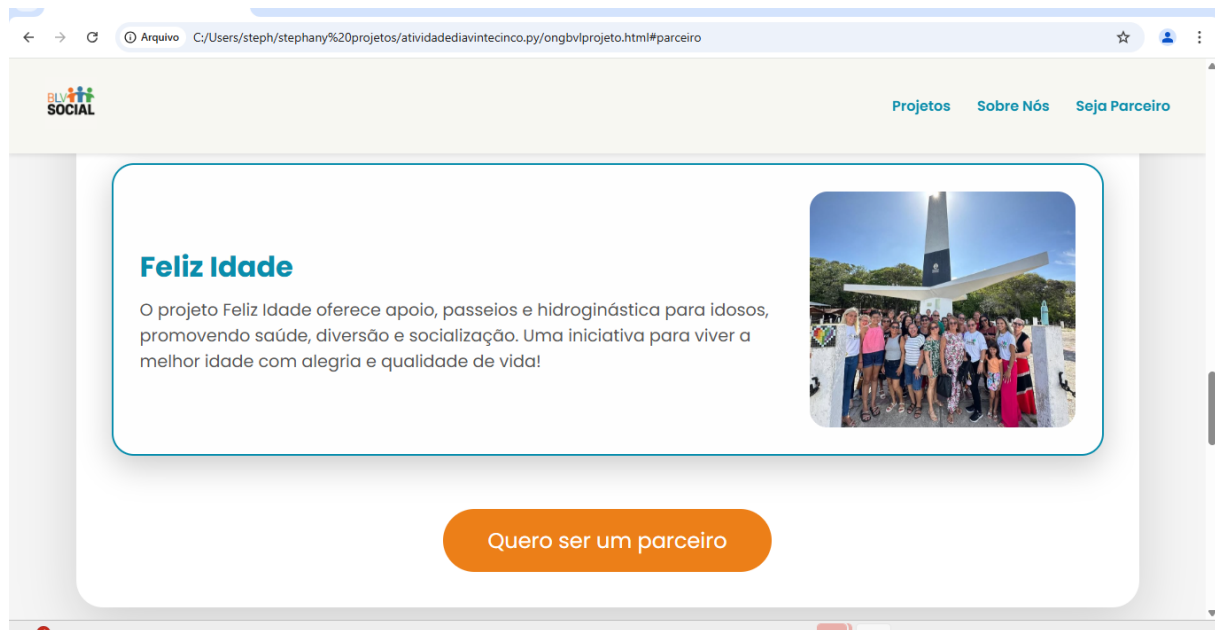 Arquivo C:/Users/steph/stephany%20projetos/atividadediavintecinco.py/ongbvlprojeto.html#parceiro
BLV
SOCIAL
Projetos Sobre Nós Seja Parceiro
Feliz Idade
O projeto Feliz Idade oferece apoio, passeios e hidroginástica para idosos,
promovendo saúde, diversão e socialização. Uma iniciativa para viver a
melhor idade com alegria e qualidade de vida!
Quero ser um parceiro